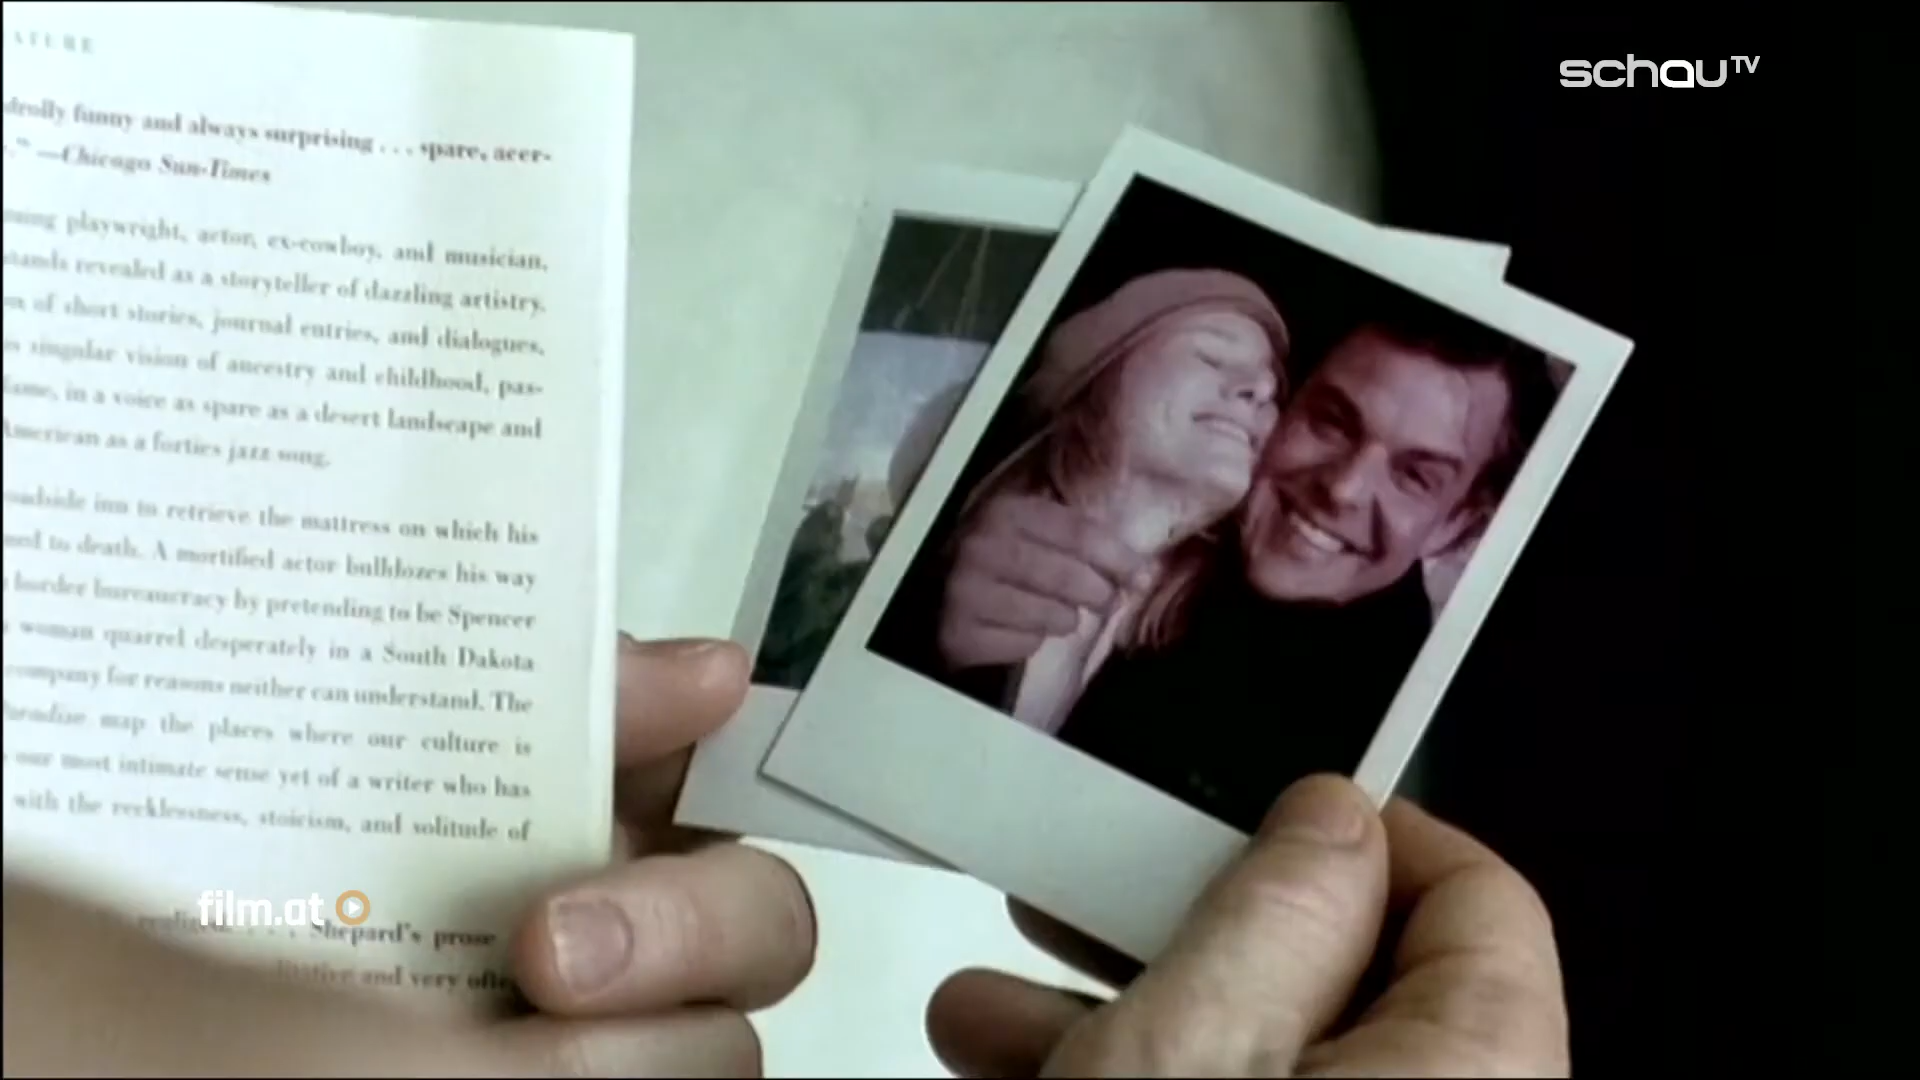 schau TV
drolly funny and always surprising . . . spare, acer-
—Chicago Sun-Times
playwright, actor, ex-cowboy, and musician,
stands revealed as a storyteller of dazzling artistry.
of short stories, journal entries, and dialogues,
singular vision of ancestry and childhood, pas-
fame, in a voice as spare as a desert landscape and
American as a forties jazz song.
roadside inn to retrieve the mattress on which his
to death. A mortified actor bulldozes his way
border bureaucracy by pretending to be Spencer
woman quarrel desperately in a South Dakota
company for reasons neither can understand. The
Paradise map the places where our culture is
our most intimate sense yet of a writer who has
with the recklessness, stoicism, and solitude of
film.at
. . . Shepard's prose
and very